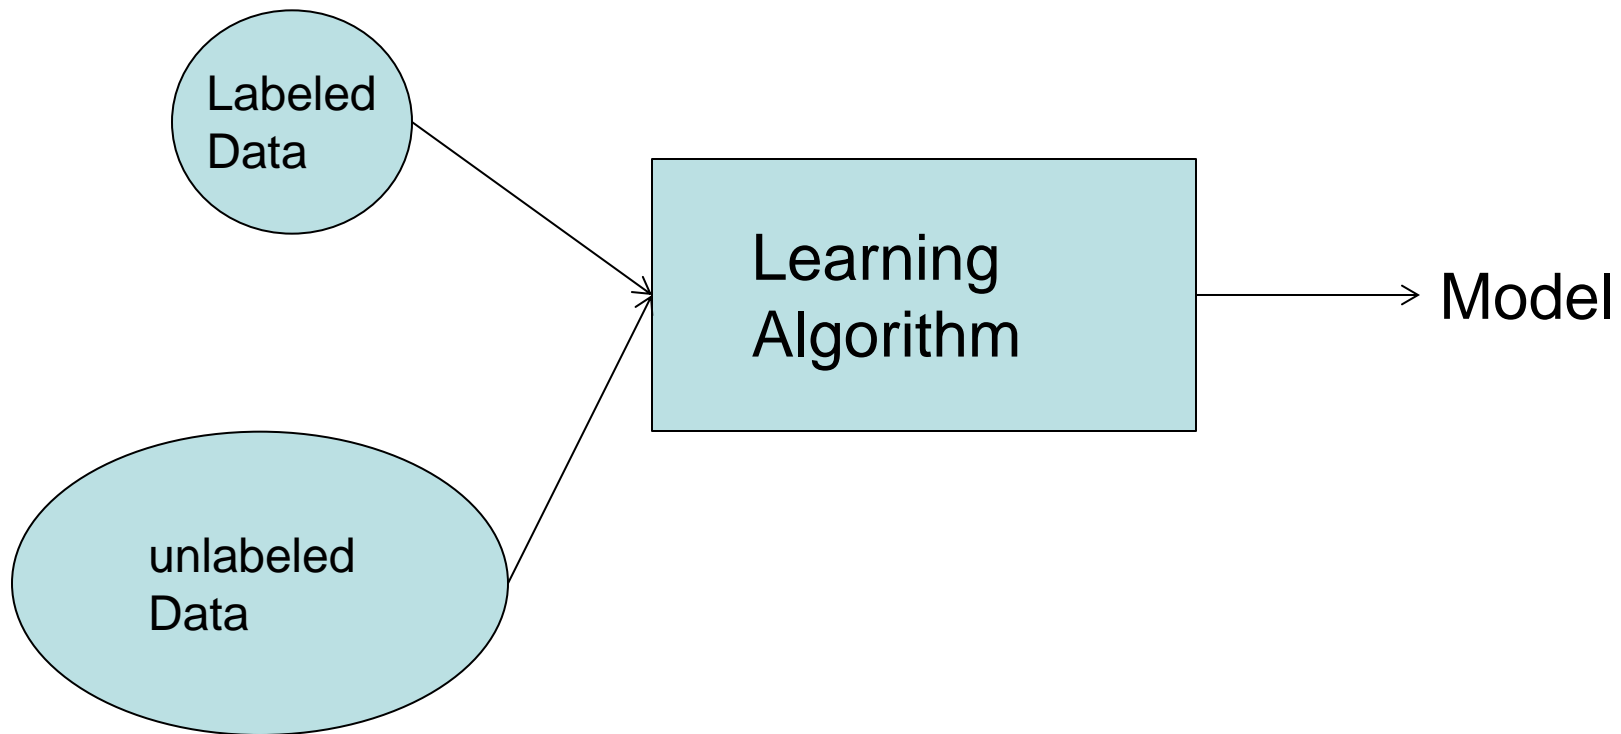 Labeled
Data
Learning
Algorithm
Model
unlabeled
Data